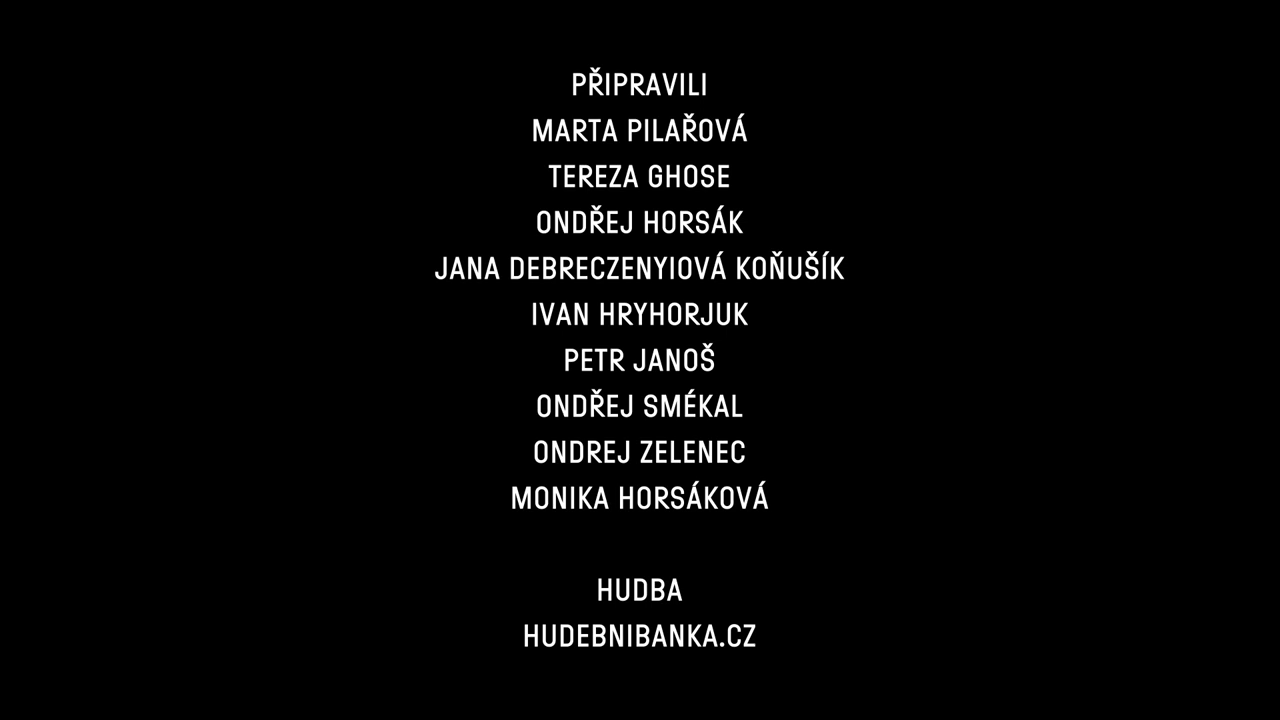 PŘIPRAVILI
MARTA PILAŘOVÁ
TEREZA GHOSE
ONDŘEJ HORSÁK
JANA DEBRECZENYIOVÁ KOŇUŠÍK
IVAN HRYHORJUK
PETR JANOŠ
ONDŘEJ SMÉKAL
ONDREJ ZELENEC
MONIKA HORSÁKOVÁ
HUDBA
HUDEBNIBANKA.CZ